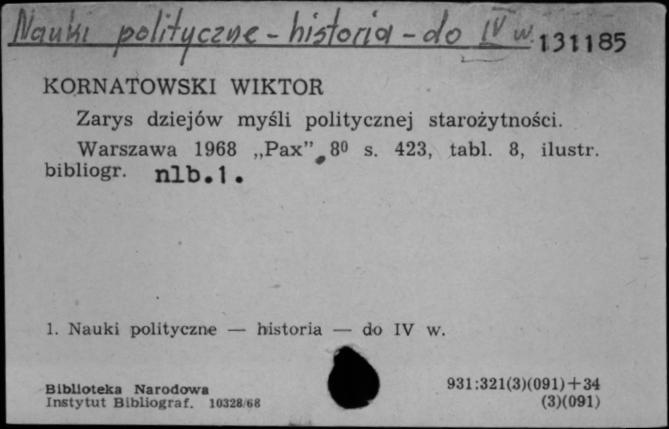 Nauki polityczne - historia - do IV w. 131185
KORNATOWSKI WIKTOR
Zarys dziejów myśli politycznej starożytności.
Warszawa 1968 „Pax”, 8⁰ s. 423, tabl. 8, ilustr.
bibliogr. nlb.1.
1. Nauki polityczne — historia — do IV w.
Biblioteka Narodowa 931:321(3)(091)+34
Instytut Bibliograf. 10328/68 (3)(091)